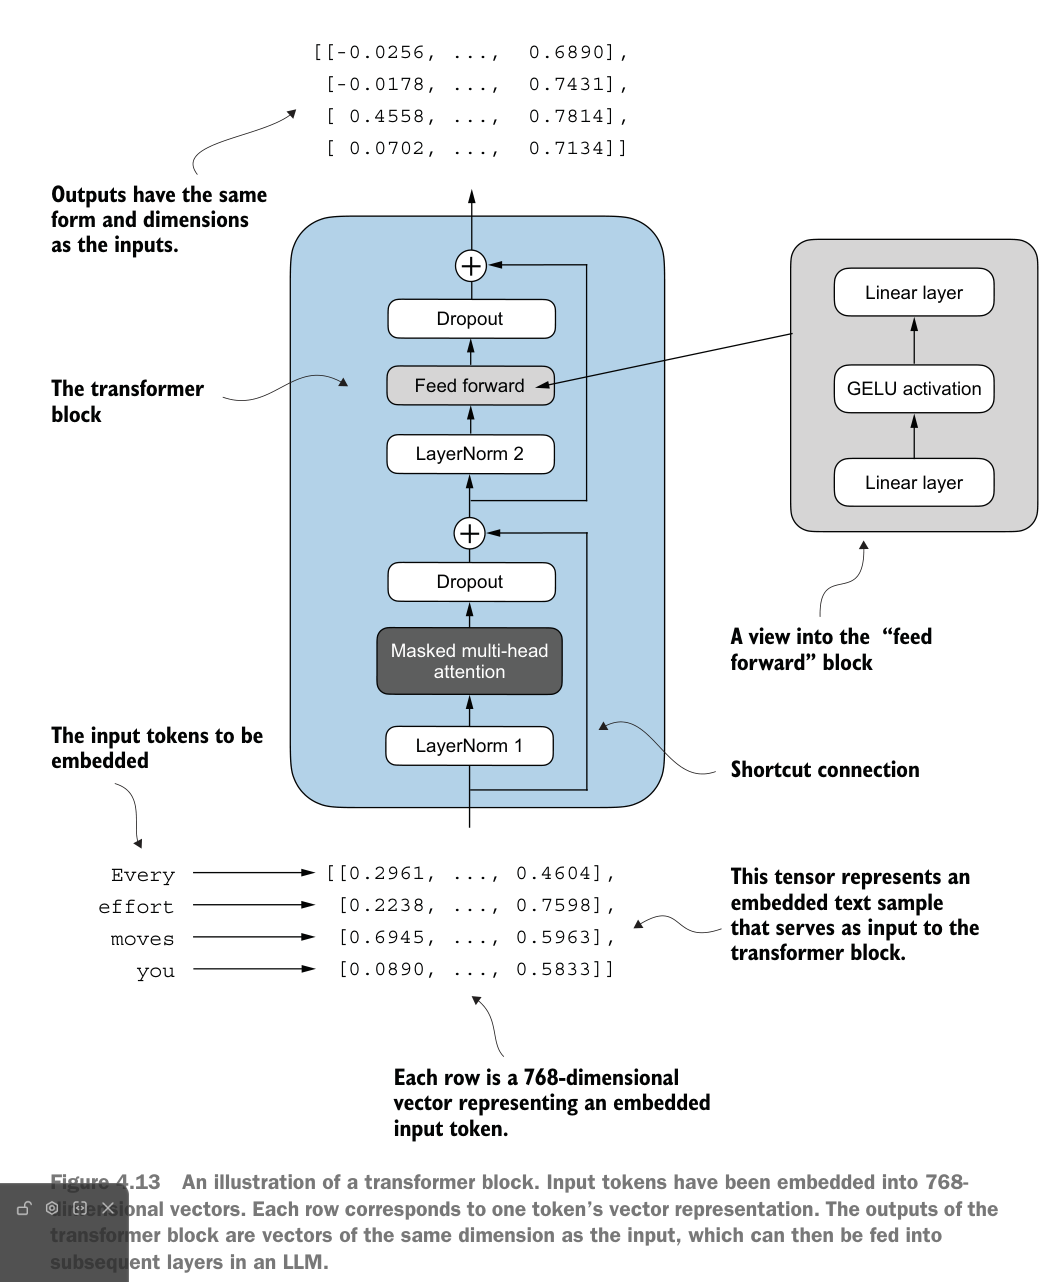 [[-0.0256, ..., 0.6890],
[-0.0178, ..., 0.7431],
[ 0.4558, ..., 0.7814],
[ 0.0702, ..., 0.7134]]
Outputs have the same
form and dimensions
as the inputs.
Dropout
Feed forward
LayerNorm 2
Dropout
Masked multi-head
attention
LayerNorm 1
The transformer
block
Linear layer
GELU activation
Linear layer
A view into the “feed
forward” block
Shortcut connection
The input tokens to be
embedded
Every [[0.2961, ..., 0.4604],
effort [0.2238, ..., 0.7598],
moves [0.6945, ..., 0.5963],
you [0.0890, ..., 0.5833]]
This tensor represents an
embedded text sample
that serves as input to the
transformer block.
Each row is a 768-dimensional
vector representing an embedded
input token.
Figure 4.13 An illustration of a transformer block. Input tokens have been embedded into 768-
dimensional vectors. Each row corresponds to one token’s vector representation. The outputs of the
transformer block are vectors of the same dimension as the input, which can then be fed into
subsequent layers in an LLM.